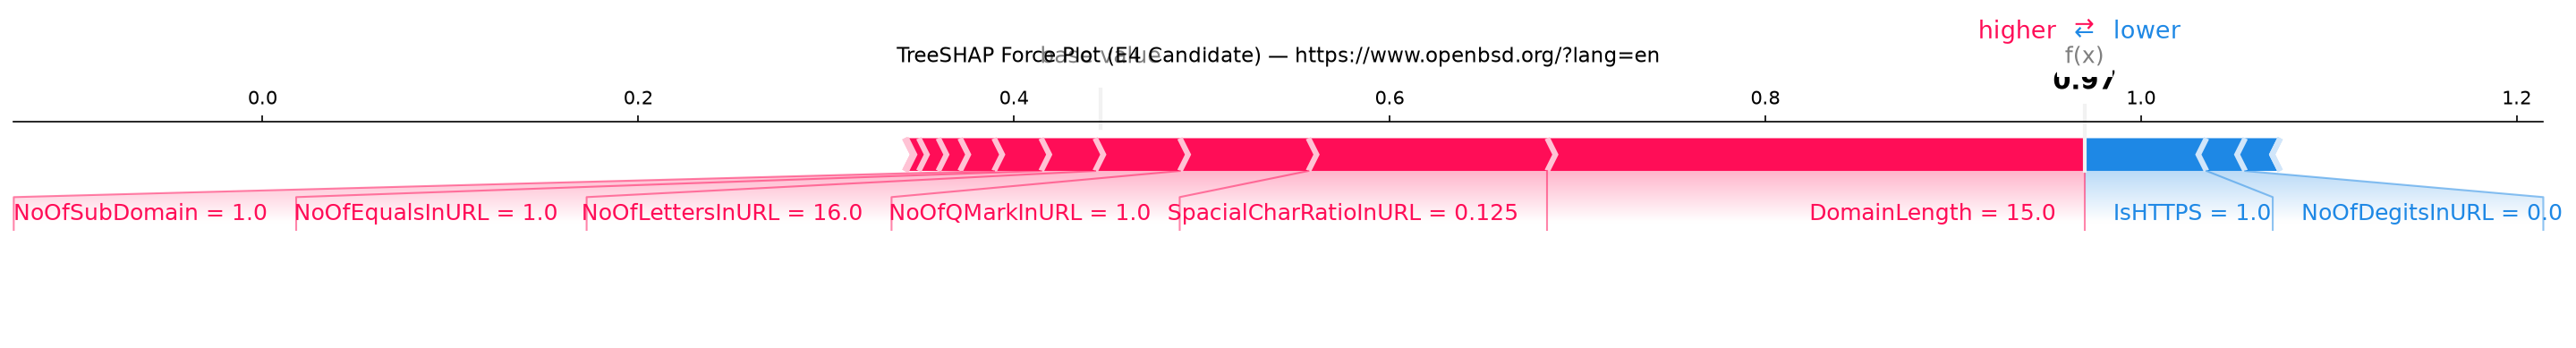 higher ⇄ lower
TreeSHAP Force Plot (E4 Candidate) — https://www.openbsd.org/?lang=en
base value
f(x)
0.97
0.0 0.2 0.4 0.6 0.8 1.0 1.2
NoOfSubDomain = 1.0 NoOfEqualsInURL = 1.0 NoOfLettersInURL = 16.0 NoOfQMarkInURL = 1.0 SpacialCharRatioInURL = 0.125 DomainLength = 15.0 IsHTTPS = 1.0 NoOfDegitsInURL = 0.0